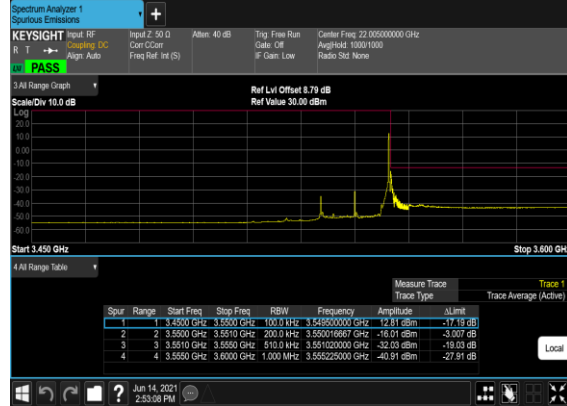 Spectrum Analyzer 1
Spurious Emissions
KEYSIGHT Input: RF Input Z: 50 Ω Atten: 40 dB Trig: Free Run Center Freq: 22.005000000 GHz
R T Coupling: DC Corr CCorr Gate: Off Avg|Hold: 1000/1000
Align: Auto Freq Ref: Int (S) IF Gain: Low Radio Std: None
PASS
3 All Range Graph
Ref Lvl Offset 8.79 dB
Scale/Div 10.0 dB Ref Value 30.00 dBm
Log
20.0
10.0
0.00
-10.0
-20.0
-30.0
-40.0
-50.0
-60.0
Start 3.450 GHz Stop 3.600 GHz
4 All Range Table
Measure Trace Trace 1
Trace Type Trace Average (Active)
Spur Range Start Freq Stop Freq RBW Frequency Amplitude ΔLimit
1 1 3.4500 GHz 3.5500 GHz 100.0 kHz 3.549500000 GHz 12.81 dBm -17.19 dB
2 2 3.5500 GHz 3.5510 GHz 200.0 kHz 3.550016667 GHz -16.01 dBm -3.007 dB
3 3 3.5510 GHz 3.5550 GHz 510.0 kHz 3.551020000 GHz -32.03 dBm -19.03 dB
4 4 3.5550 GHz 3.6000 GHz 1.000 MHz 3.555225000 GHz -40.91 dBm -27.91 dB
Local
Jun 14, 2021
2:53:08 PM